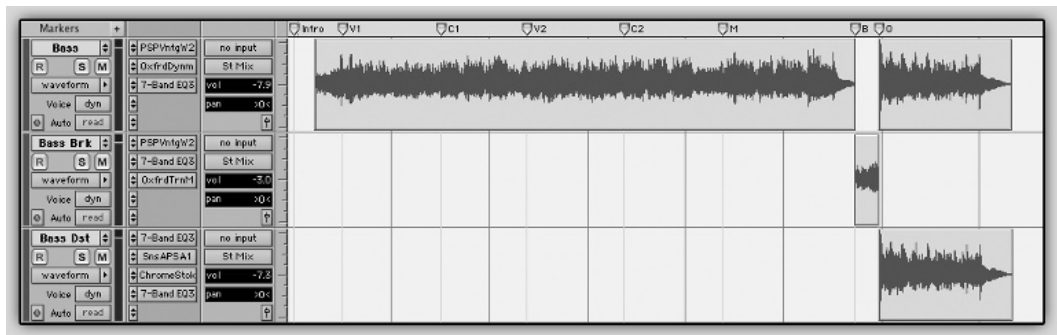 Markers + Intro V1 C1 V2 C2 M B O
Bass PSPVntgW2 no input
R S M OxfrdDynm St Mix
waveform 7-Band EQ3 vol -7.9
Voice dyn pan >0<
Auto read
Bass Brk PSPVntgW2 no input
R S M 7-Band EQ3 St Mix
waveform OxfrdTrnM vol -3.0
Voice dyn pan >0<
Auto read
Bass Dst 7-Band EQ3 no input
R S M SnsAPSA1 St Mix
waveform ChromeStok vol -7.3
Voice dyn 7-Band EQ3 pan >0<
Auto read